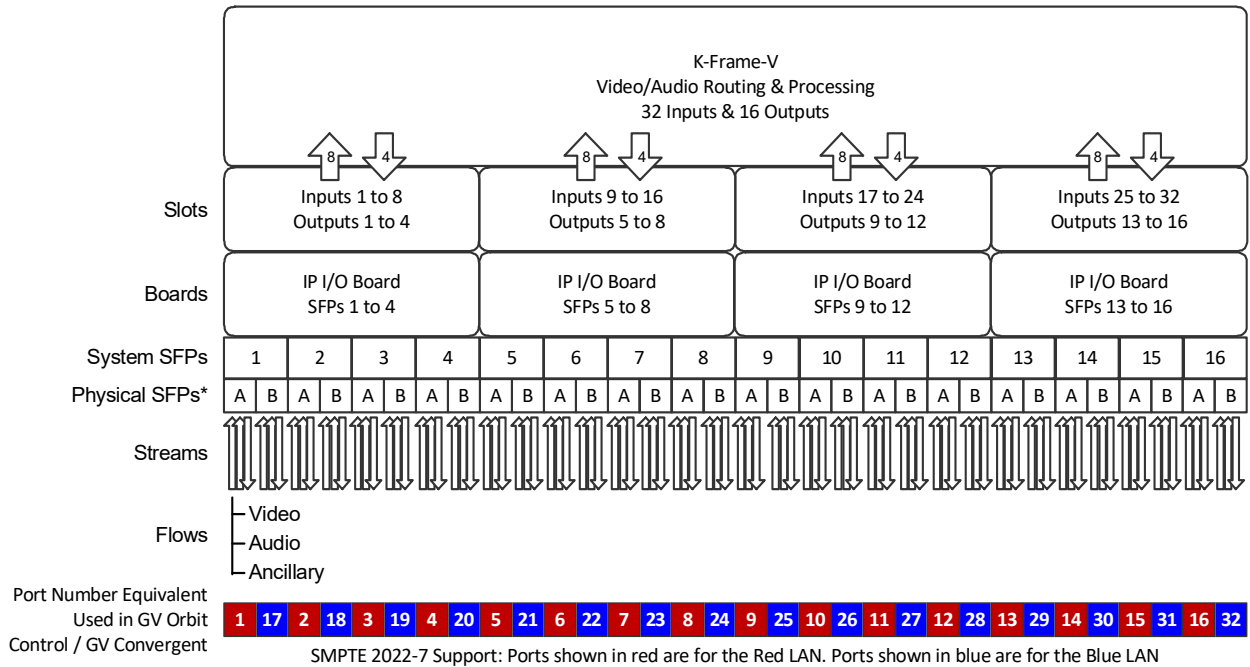 K-Frame-V
Video/Audio Routing & Processing
32 Inputs & 16 Outputs
8 4 8 4 8 4 8 4
Slots
Inputs 1 to 8
Outputs 1 to 4
Inputs 9 to 16
Outputs 5 to 8
Inputs 17 to 24
Outputs 9 to 12
Inputs 25 to 32
Outputs 13 to 16
Boards
IP I/O Board
SFPs 1 to 4
IP I/O Board
SFPs 5 to 8
IP I/O Board
SFPs 9 to 12
IP I/O Board
SFPs 13 to 16
System SFPs 1 2 3 4 5 6 7 8 9 10 11 12 13 14 15 16
Physical SFPs* A B A B A B A B A B A B A B A B A B A B A B A B A B A B A B A B
Streams
Flows
Video
Audio
Ancillary
Port Number Equivalent
Used in GV Orbit
Control / GV Convergent
1 17 2 18 3 19 4 20 5 21 6 22 7 23 8 24 9 25 10 26 11 27 12 28 13 29 14 30 15 31 16 32
SMPTE 2022-7 Support: Ports shown in red are for the Red LAN. Ports shown in blue are for the Blue LAN